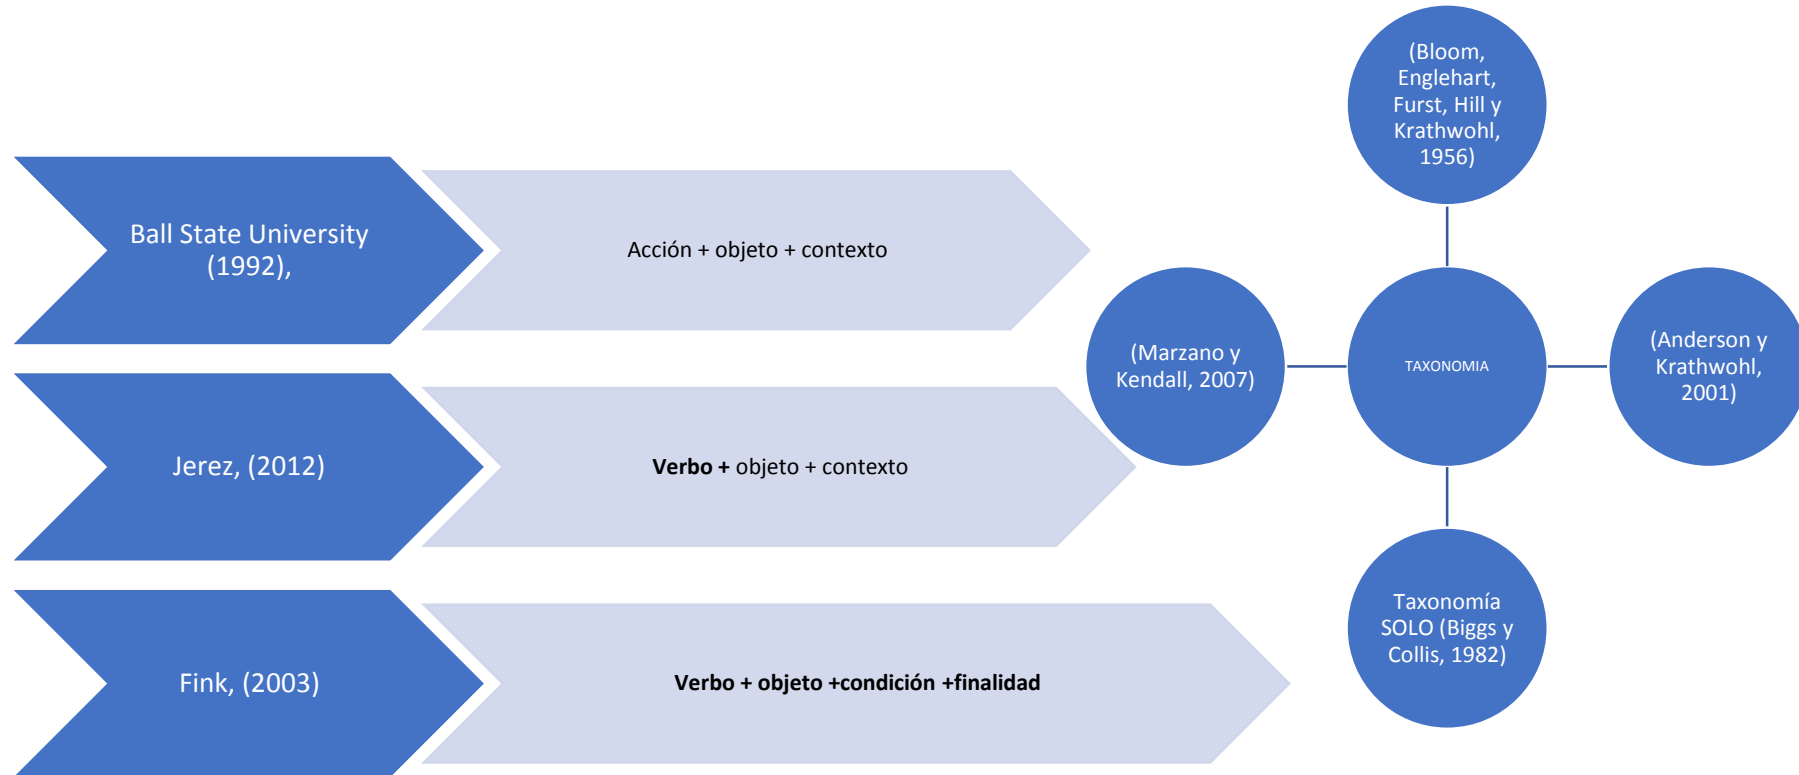 Ball State University
(1992),
Acción + objeto + contexto
Jerez, (2012)
Verbo + objeto + contexto
Fink, (2003)
Verbo + objeto +condición +finalidad
(Bloom,
Englehart,
Furst, Hill y
Krathwohl,
1956)
(Marzano y
Kendall, 2007)
TAXONOMIA
(Anderson y
Krathwohl,
2001)
Taxonomía
SOLO (Biggs y
Collis, 1982)